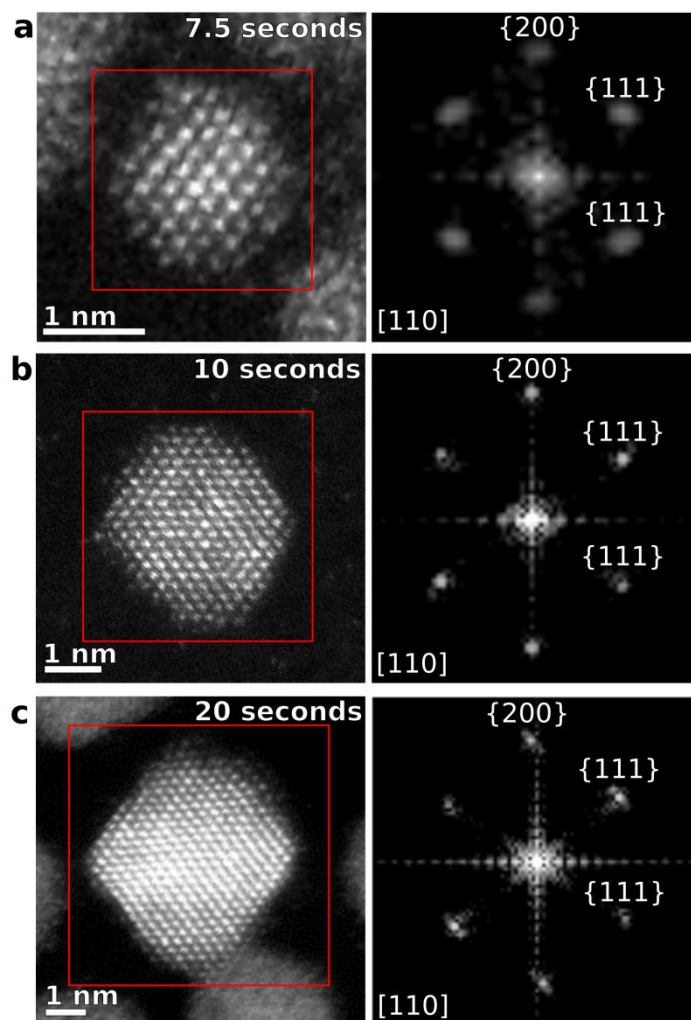 a
7.5 seconds
1 nm
{200}
{111}
{111}
[110]
b
10 seconds
1 nm
{200}
{111}
{111}
[110]
c
20 seconds
1 nm
{200}
{111}
{111}
[110]